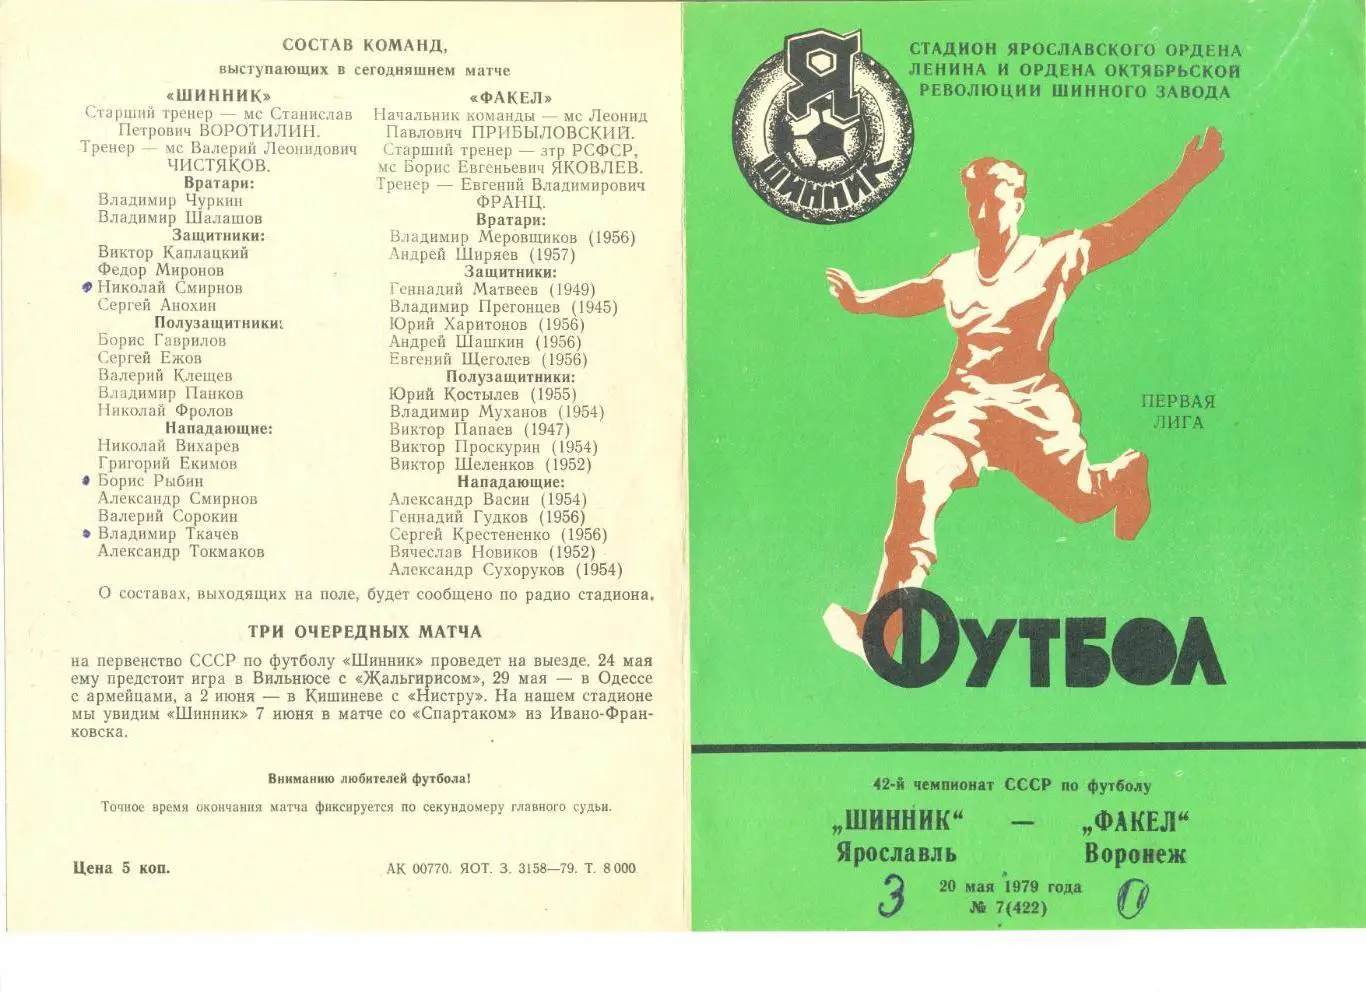 СОСТАВ КОМАНД,
выступающих в сегодняшнем матче
«ШИННИК»
Старший тренер — мс Станислав
Петрович ВОРОТИЛИН.
Тренер — мс Валерий Леонидович
ЧИСТЯКОВ.
Вратари:
Владимир Чуркин
Владимир Шалашов
Защитники:
Виктор Каплацкий
Федор Миронов
Николай Смирнов
Сергей Анохин
Полузащитники:
Борис Гаврилов
Сергей Ежов
Валерий Клещев
Владимир Панков
Николай Фролов
Нападающие:
Николай Вихарев
Григорий Екимов
Борис Рыбин
Александр Смирнов
Валерий Сорокин
Владимир Ткачев
Александр Токмаков
«ФАКЕЛ»
Начальник команды — мс Леонид
Павлович ПРИБЫЛОВСКИЙ.
Старший тренер — зтр РСФСР,
мс Борис Евгеньевич ЯКОВЛЕВ.
Тренер — Евгений Владимирович
ФРАНЦ.
Вратари:
Владимир Меровщиков (1956)
Андрей Ширяев (1957)
Защитники:
Геннадий Матвеев (1949)
Владимир Прегонцев (1945)
Юрий Харитонов (1956)
Андрей Шашкин (1956)
Евгений Щеголев (1956)
Полузащитники:
Юрий Костылев (1955)
Владимир Муханов (1954)
Виктор Папаев (1947)
Виктор Проскурин (1954)
Виктор Шеленков (1952)
Нападающие:
Александр Васин (1954)
Геннадий Гудков (1956)
Сергей Крестененко (1956)
Вячеслав Новиков (1952)
Александр Сухоруков (1954)
О составах, выходящих на поле, будет сообщено по радио стадиона.
ТРИ ОЧЕРЕДНЫХ МАТЧА
на первенство СССР по футболу «Шинник» проведет на выезде. 24 мая
ему предстоит игра в Вильнюсе с «Жальгирисом», 29 мая — в Одессе
с армейцами, а 2 июня — в Кишиневе с «Нистру». На нашем стадионе
мы увидим «Шинник» 7 июня в матче со «Спартаком» из Ивано-Фран-
ковска.
Вниманию любителей футбола!
Точное время окончания матча фиксируется по секундомеру главного судьи.
Цена 5 коп.
АК 00770. ЯОТ. З. 3158—79. Т. 8 000
Я
ШИННИК
СТАДИОН ЯРОСЛАВСКОГО ОРДЕНА
ЛЕНИНА И ОРДЕНА ОКТЯБРЬСКОЙ
РЕВОЛЮЦИИ ШИННОГО ЗАВОДА
ПЕРВАЯ
ЛИГА
ФУТБОЛ
42-й чемпионат СССР по футболу
„ШИННИК“ — „ФАКЕЛ“
Ярославль Воронеж
3 20 мая 1979 года 0
№ 7(422)